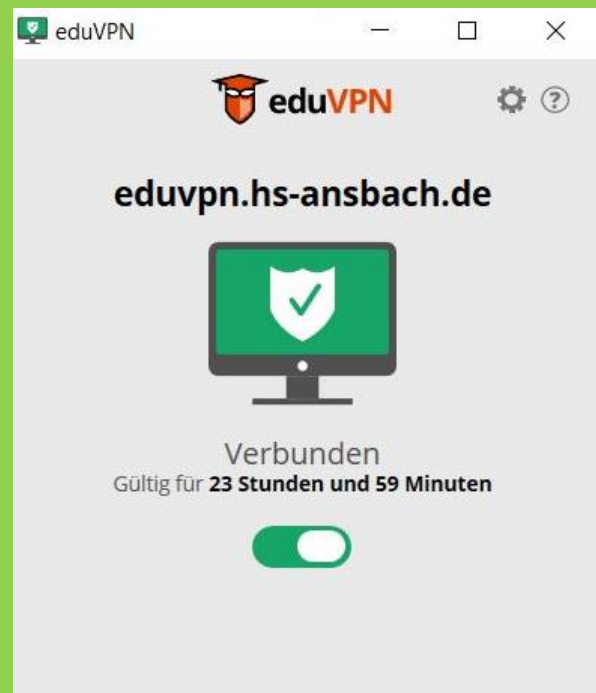 eduVPN
eduVPN
eduvpn.hs-ansbach.de
Verbunden
Gültig für 23 Stunden und 59 Minuten